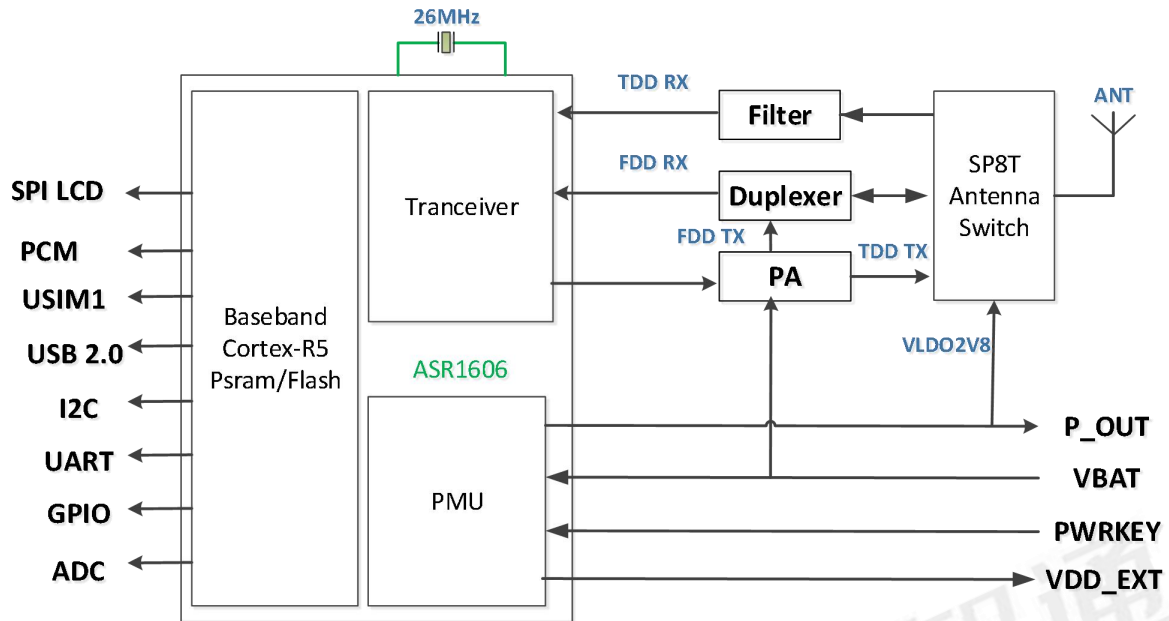 26MHz
TDD RX
Filter
ANT
SPI LCD
PCM
USIM1
USB 2.0
I2C
UART
GPIO
ADC
Baseband
Cortex-R5
Psram/Flash
Tranceiver
FDD RX
Duplexer
SP8T
Antenna
Switch
FDD TX
TDD TX
PA
ASR1606
VLDO2V8
PMU
P_OUT
VBAT
PWRKEY
VDD_EXT
通